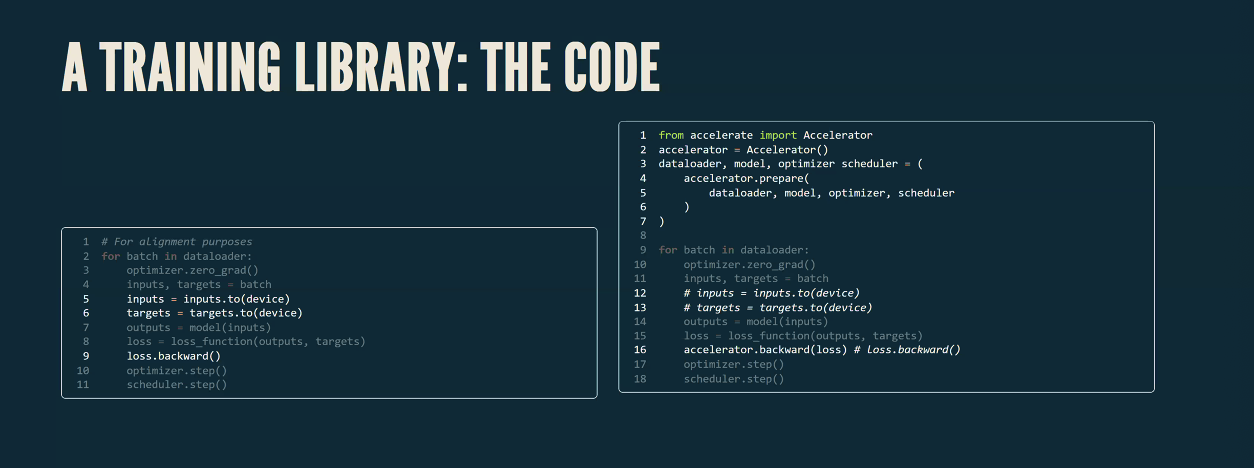 A TRAINING LIBRARY: THE CODE
1 # For alignment purposes
2 for batch in dataloader:
3     optimizer.zero_grad()
4     inputs, targets = batch
5     inputs = inputs.to(device)
6     targets = targets.to(device)
7     outputs = model(inputs)
8     loss = loss_function(outputs, targets)
9     loss.backward()
10     optimizer.step()
11     scheduler.step()
1 from accelerate import Accelerator
2 accelerator = Accelerator()
3 dataloader, model, optimizer scheduler = (
4     accelerator.prepare(
5         dataloader, model, optimizer, scheduler
6     )
7 )
8
9 for batch in dataloader:
10     optimizer.zero_grad()
11     inputs, targets = batch
12     # inputs = inputs.to(device)
13     # targets = targets.to(device)
14     outputs = model(inputs)
15     loss = loss_function(outputs, targets)
16     accelerator.backward(loss) # loss.backward()
17     optimizer.step()
18     scheduler.step()